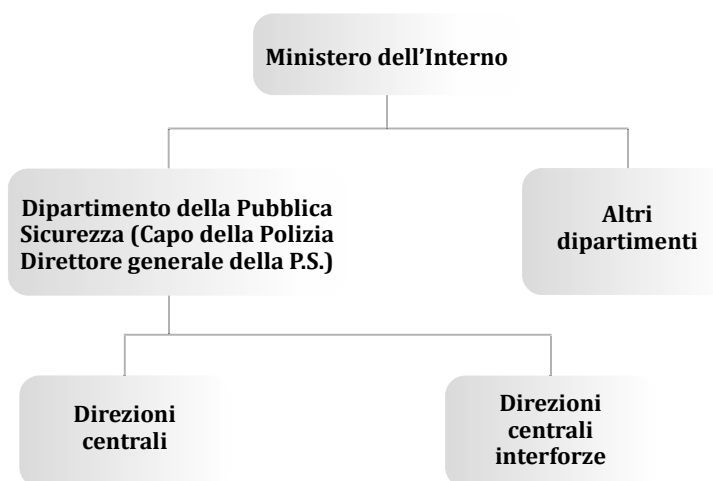 Ministero dell'Interno
Dipartimento della Pubblica
Sicurezza (Capo della Polizia
Direttore generale della P.S.)
Altri
dipartimenti
Direzioni
centrali
Direzioni
centrali
interforze